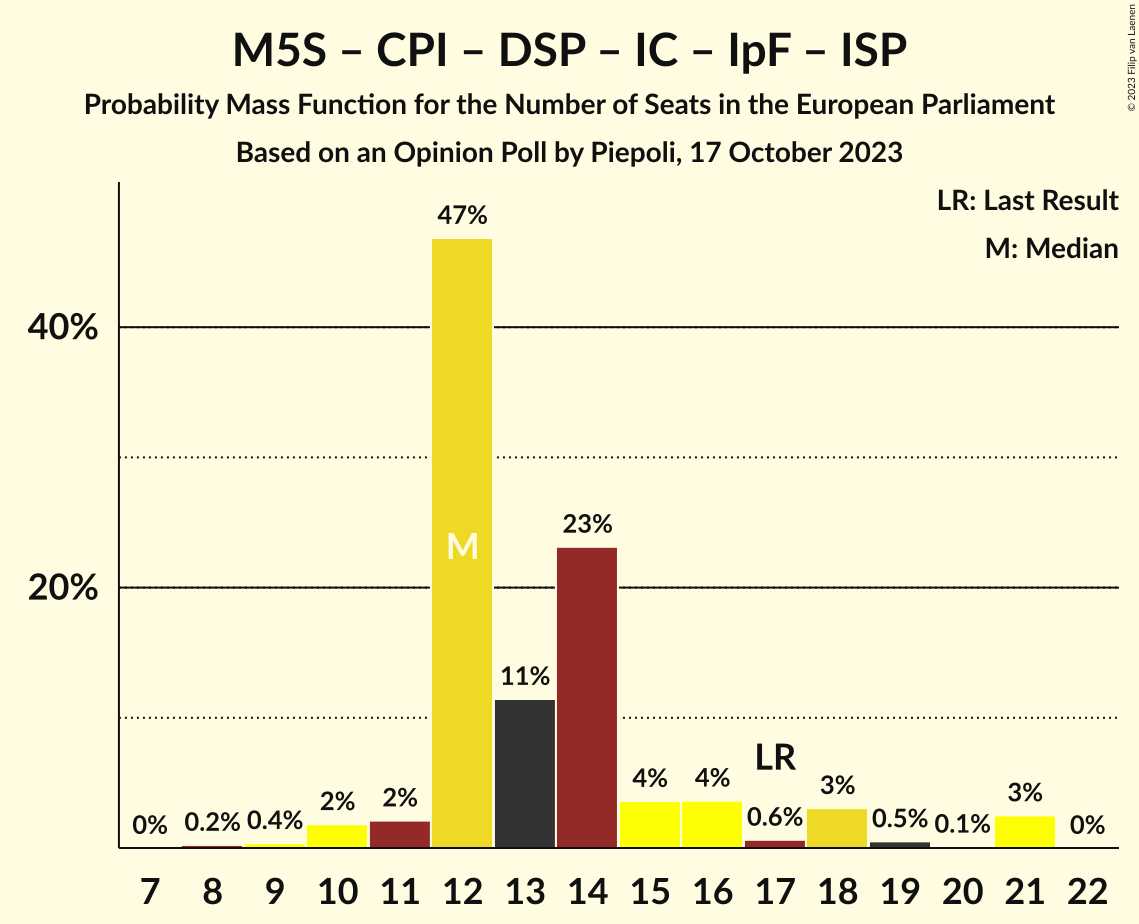 M5S – CPI – DSP – IC – IpF – ISP
Probability Mass Function for the Number of Seats in the European Parliament
Based on an Opinion Poll by Piepoli, 17 October 2023
© 2023 Filip van Laenen
LR: Last Result
M: Median
47%
40%
M
23%
20%
11%
LR
0%
0.2%
0.4%
2%
2%
4%
4%
0.6%
3%
0.5%
0.1%
3%
0%
7 8 9 10 11 12 13 14 15 16 17 18 19 20 21 22